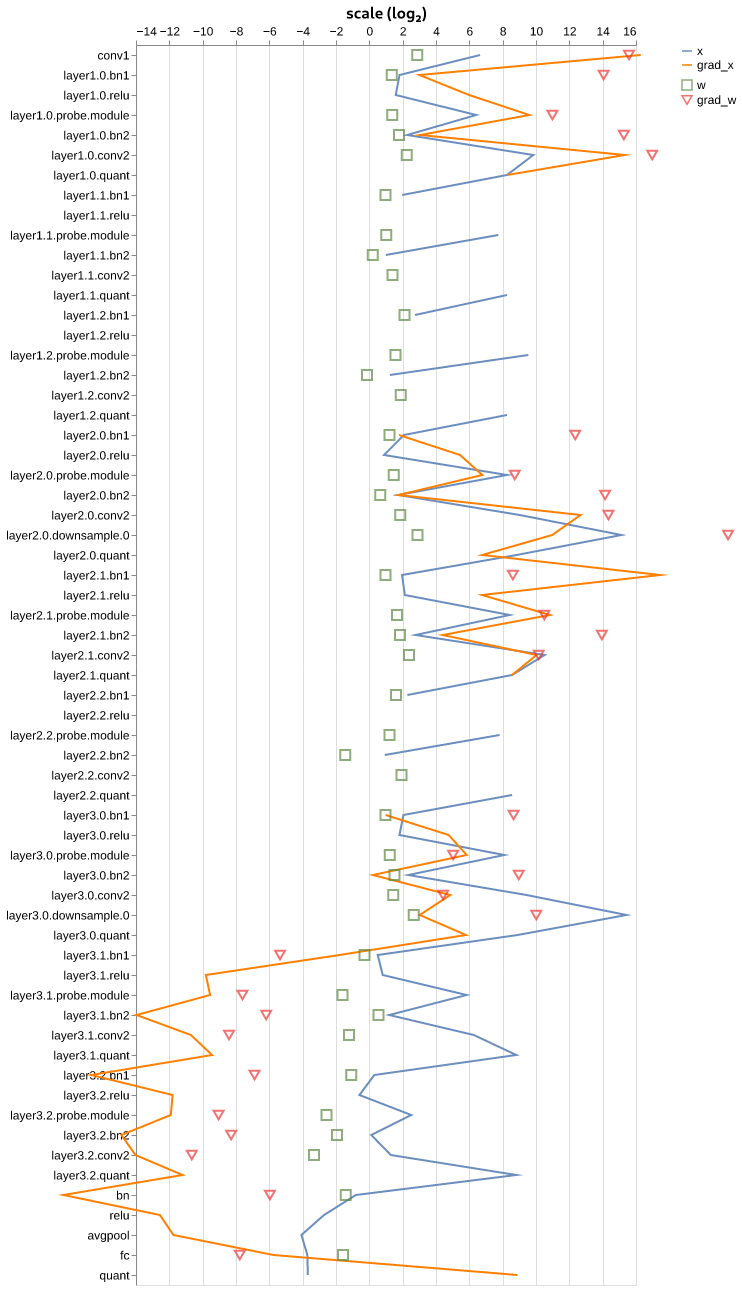 scale (log₂)
−14 −12 −10 −8 −6 −4 −2 0 2 4 6 8 10 12 14 16
x
grad_x
w
grad_w
conv1
layer1.0.bn1
layer1.0.relu
layer1.0.probe.module
layer1.0.bn2
layer1.0.conv2
layer1.0.quant
layer1.1.bn1
layer1.1.relu
layer1.1.probe.module
layer1.1.bn2
layer1.1.conv2
layer1.1.quant
layer1.2.bn1
layer1.2.relu
layer1.2.probe.module
layer1.2.bn2
layer1.2.conv2
layer1.2.quant
layer2.0.bn1
layer2.0.relu
layer2.0.probe.module
layer2.0.bn2
layer2.0.conv2
layer2.0.downsample.0
layer2.0.quant
layer2.1.bn1
layer2.1.relu
layer2.1.probe.module
layer2.1.bn2
layer2.1.conv2
layer2.1.quant
layer2.2.bn1
layer2.2.relu
layer2.2.probe.module
layer2.2.bn2
layer2.2.conv2
layer2.2.quant
layer3.0.bn1
layer3.0.relu
layer3.0.probe.module
layer3.0.bn2
layer3.0.conv2
layer3.0.downsample.0
layer3.0.quant
layer3.1.bn1
layer3.1.relu
layer3.1.probe.module
layer3.1.bn2
layer3.1.conv2
layer3.1.quant
layer3.2.bn1
layer3.2.relu
layer3.2.probe.module
layer3.2.bn2
layer3.2.conv2
layer3.2.quant
bn
relu
avgpool
fc
quant